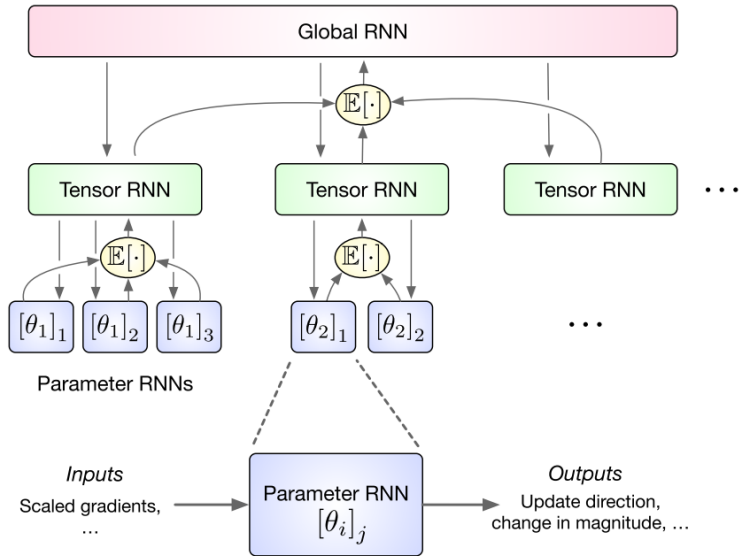 Global RNN
𝔼[·]
Tensor RNN
Tensor RNN
Tensor RNN
...
𝔼[·]
𝔼[·]
[θ₁]₁
[θ₁]₂
[θ₁]₃
[θ₂]₁
[θ₂]₂
...
Parameter RNNs
Inputs
Scaled gradients,
...
Parameter RNN
[θᵢ]ⱼ
Outputs
Update direction,
change in magnitude, ...